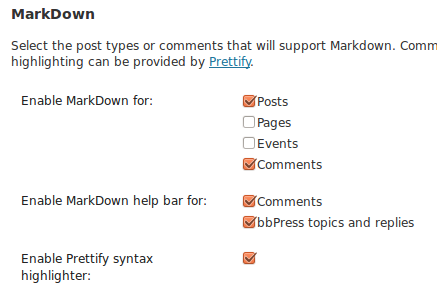 MarkDown
Select the post types or comments that will support Markdown. Comm
highlighting can be provided by Prettify.
Enable MarkDown for:
Posts
Pages
Events
Comments
Enable MarkDown help bar for:
Comments
bbPress topics and replies
Enable Prettify syntax
highlighter: